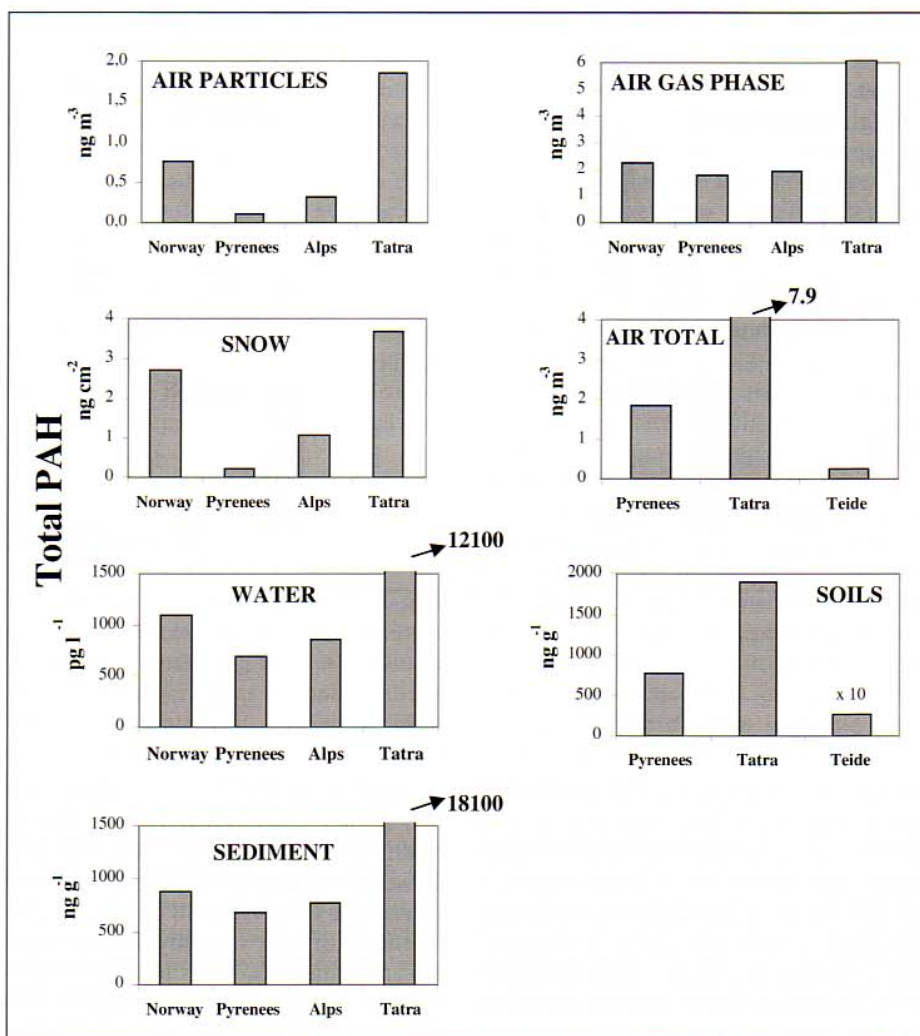 Total PAH
AIR PARTICLES
ng m -3
2,0
1,5
1,0
0,5
0,0
Norway Pyrenees Alps Tatra
AIR GAS PHASE
ng m -3
6
5
4
3
2
1
0
Norway Pyrenees Alps Tatra
SNOW
ng cm -2
4
3
2
1
0
Norway Pyrenees Alps Tatra
7.9
AIR TOTAL
ng m -3
4
3
2
1
0
Pyrenees Tatra Teide
12100
WATER
pg l -1
1500
1000
500
0
Norway Pyrenees Alps Tatra
SOILS
ng g -1
2000
1500
1000
500
0
x 10
Pyrenees Tatra Teide
18100
SEDIMENT
ng g -1
1500
1000
500
0
Norway Pyrenees Alps Tatra